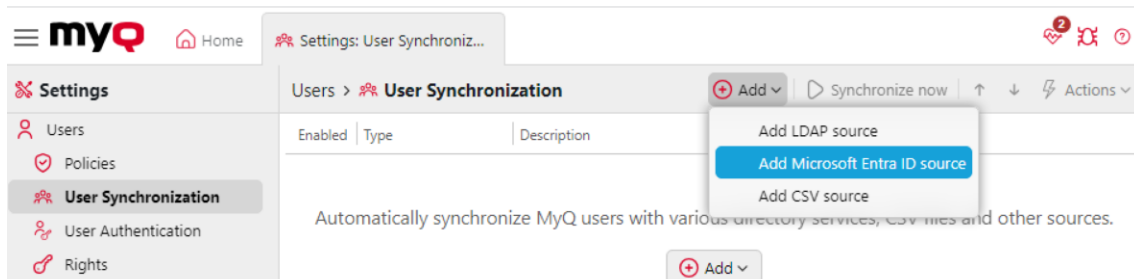 myQ Home Settings: User Synchroniz... 2
Settings
Users > User Synchronization Add Synchronize now Actions
Users
Enabled Type Description
Add LDAP source
Policies
Add Microsoft Entra ID source
User Synchronization
Add CSV source
User Authentication
Automatically synchronize MyQ users with various directory services, CSV files and other sources.
Rights
Add